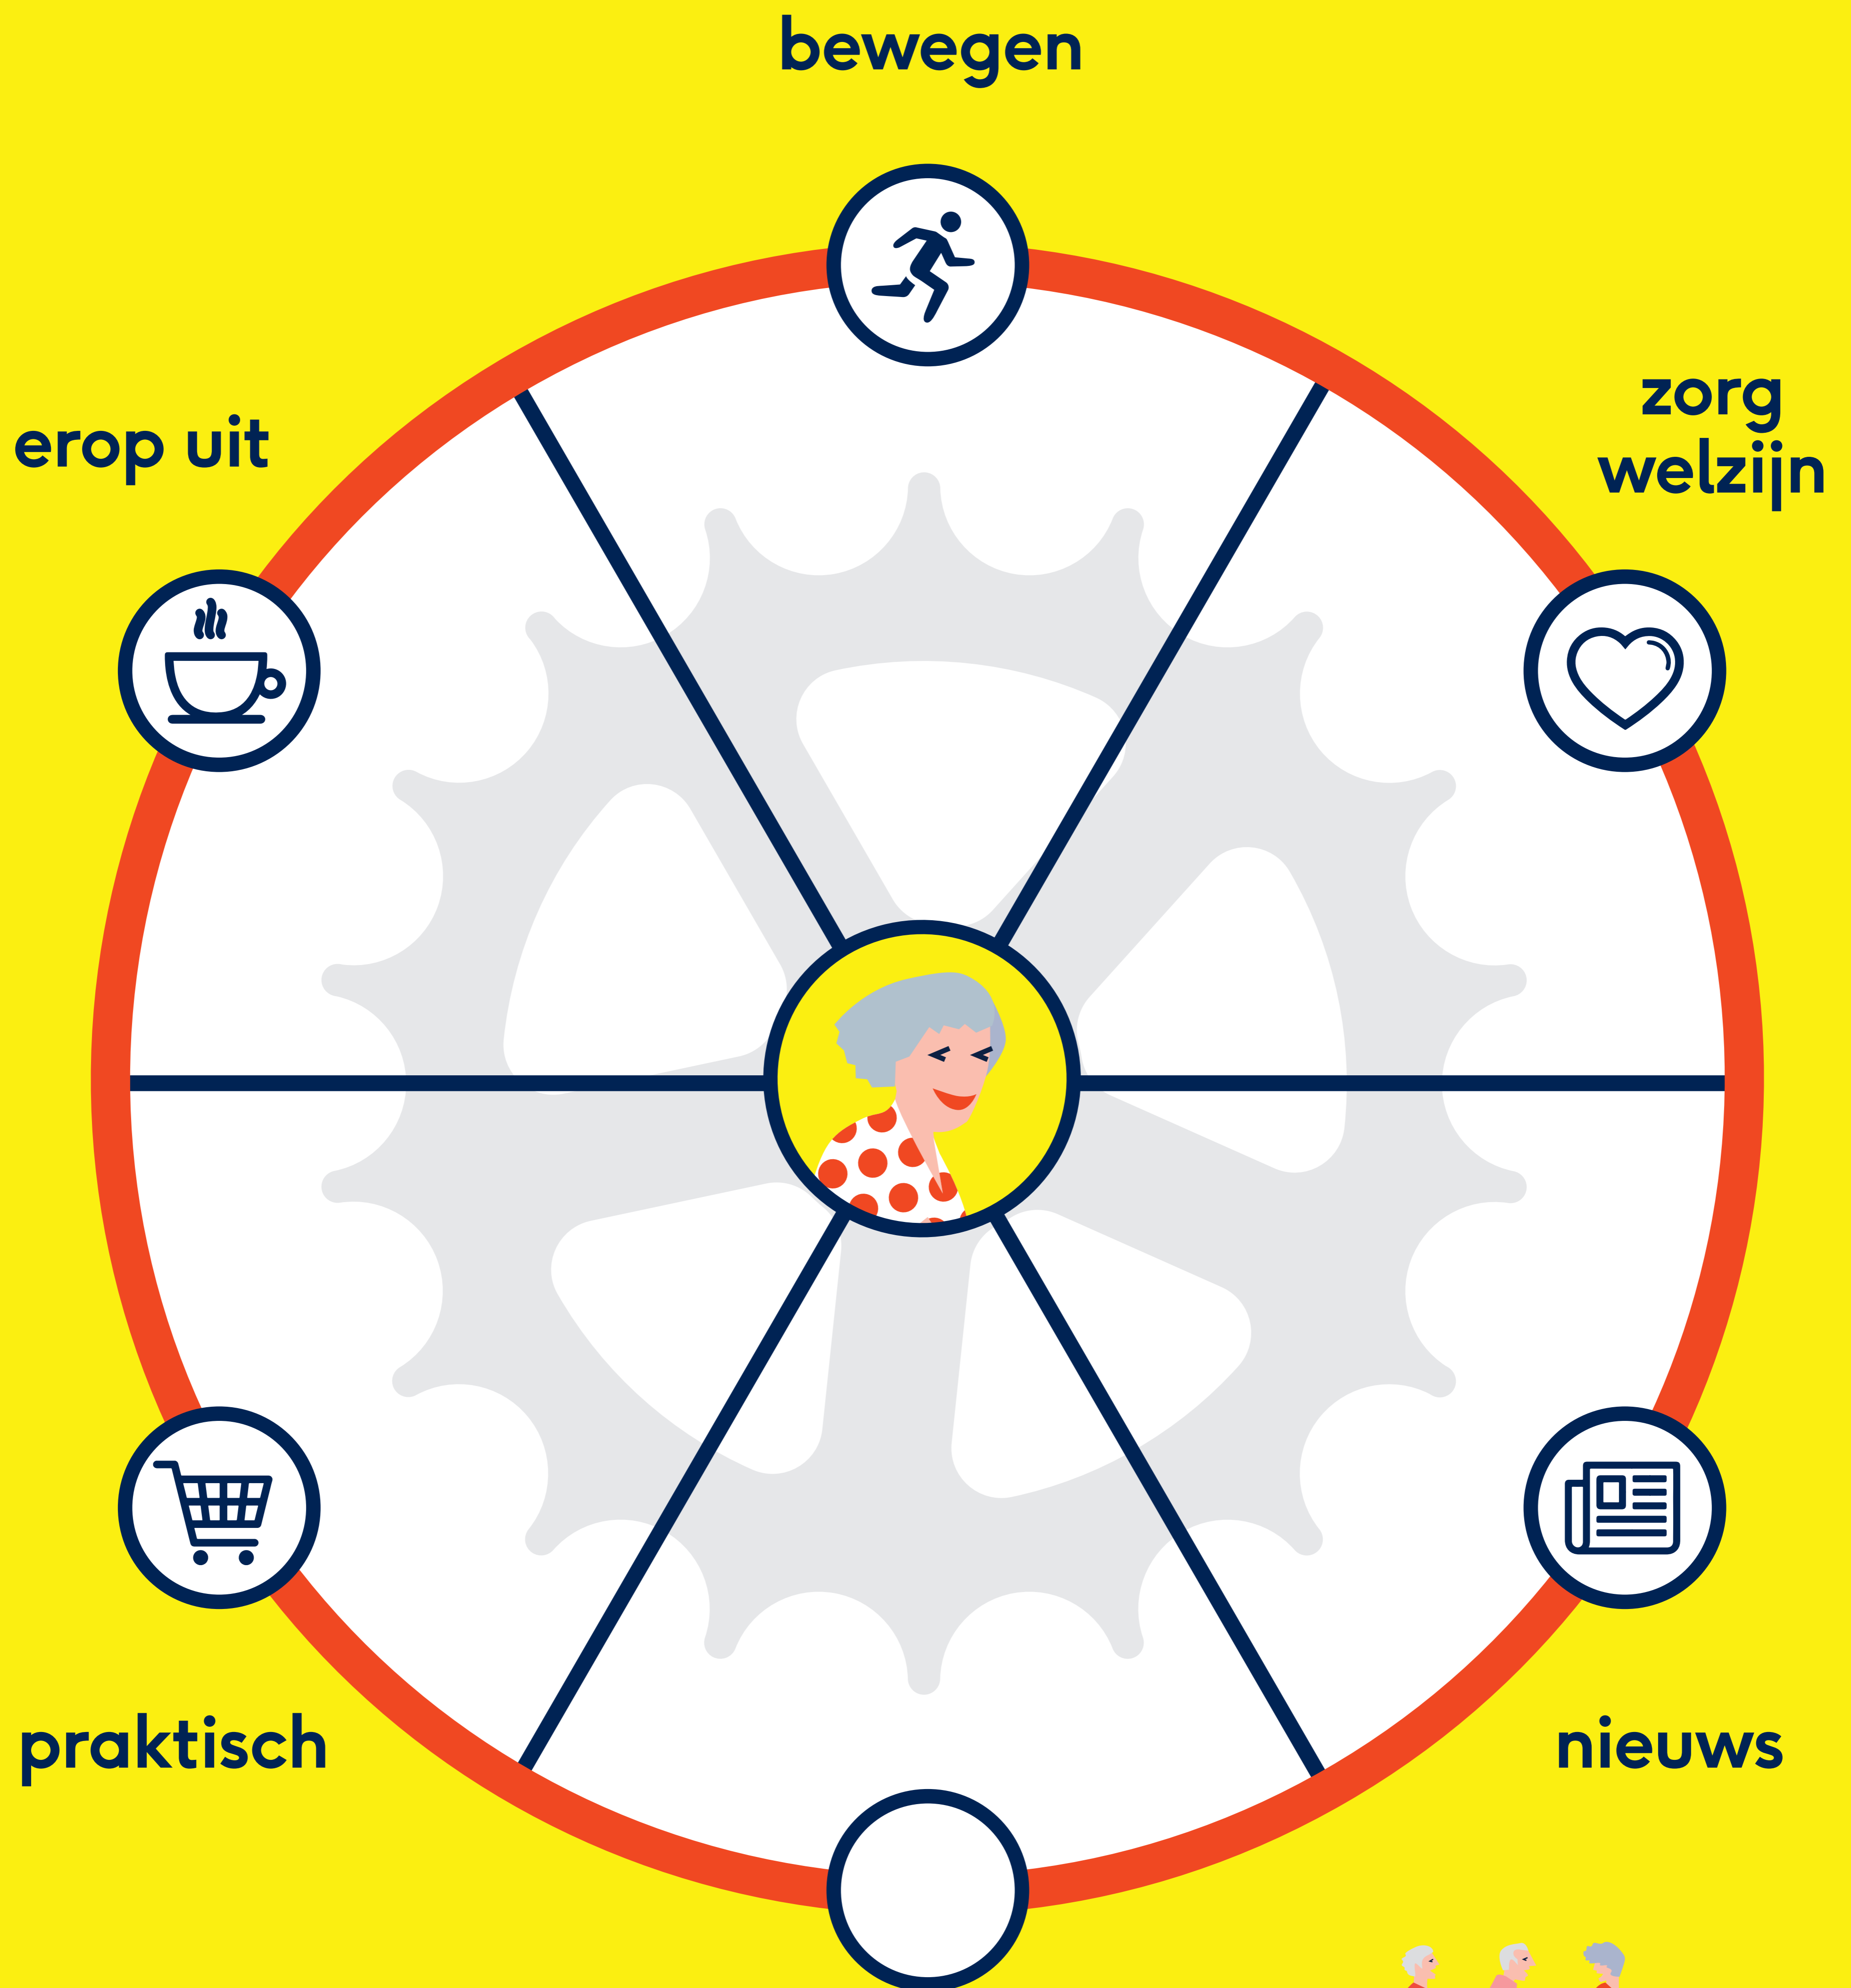 bewegen
erop uit
zorg
welzijn
praktisch
nieuws